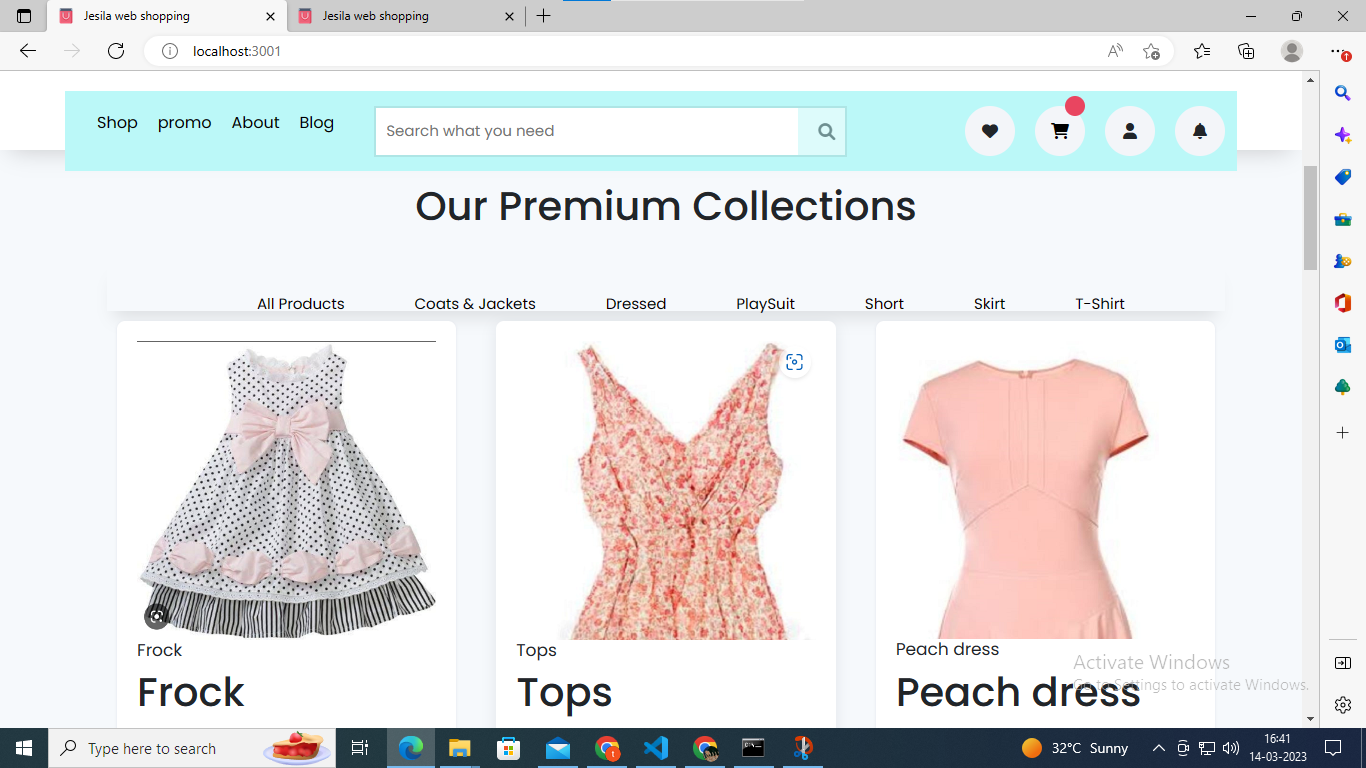 Jesila web shopping
Jesila web shopping
localhost:3001
Shop promo About Blog
Search what you need
Our Premium Collections
All Products Coats & Jackets Dressed PlaySuit Short Skirt T-Shirt
Frock
Tops
Peach dress
Frock
Tops
Peach dress
Activate Windows
Go to Settings to activate Windows.
Type here to search
32°C Sunny
16:41
14-03-2023